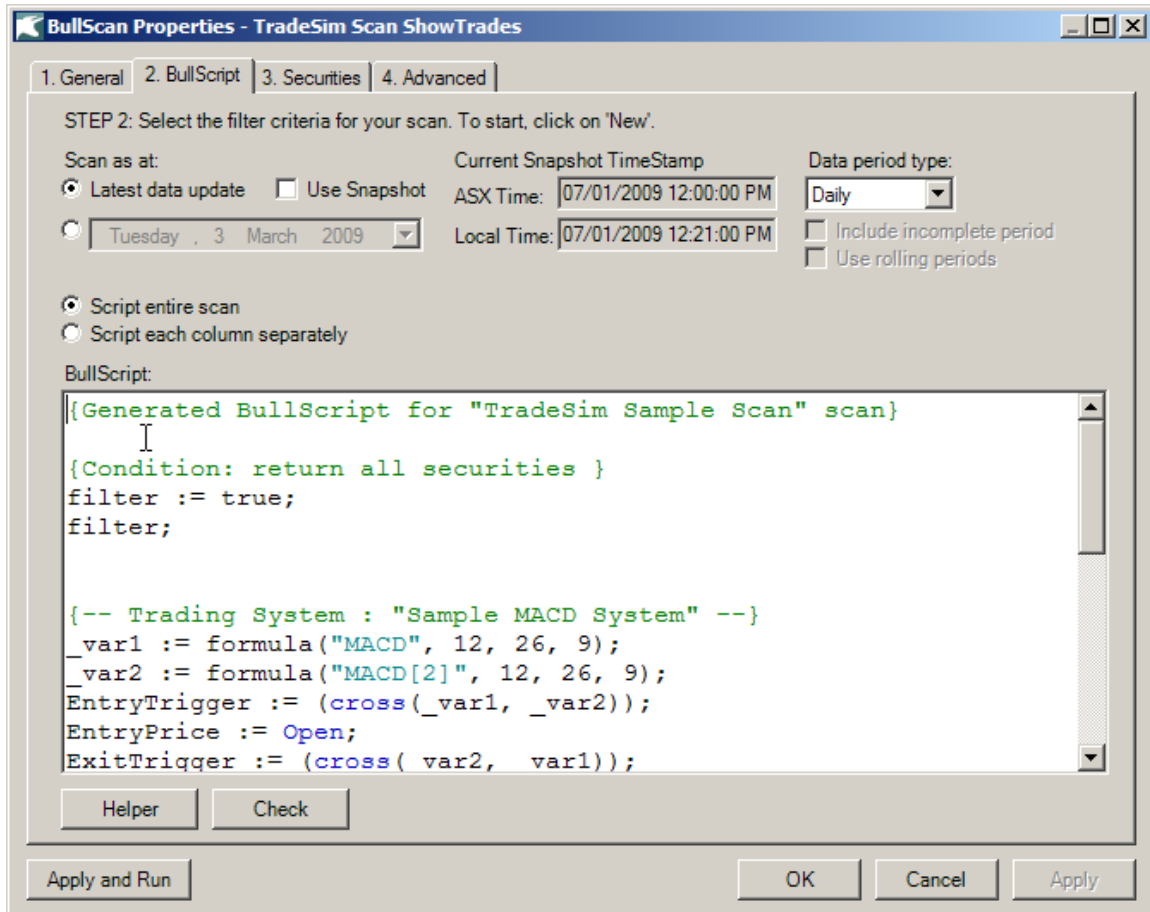 BullScan Properties - TradeSim Scan ShowTrades
1. General 2. BullScript 3. Securities 4. Advanced
STEP 2: Select the filter criteria for your scan. To start, click on 'New'.
Scan as at: Current Snapshot TimeStamp Data period type:
Latest data update Use Snapshot ASX Time: 07/01/2009 12:00:00 PM Daily
Tuesday , 3 March 2009 Local Time: 07/01/2009 12:21:00 PM Include incomplete period
Use rolling periods
Script entire scan
Script each column separately
BullScript:
{Generated BullScript for "TradeSim Sample Scan" scan}
{Condition: return all securities }
filter := true;
filter;
{-- Trading System : "Sample MACD System" --}
_var1 := formula("MACD", 12, 26, 9);
_var2 := formula("MACD[2]", 12, 26, 9);
EntryTrigger := (cross(_var1, _var2));
EntryPrice := Open;
ExitTrigger := (cross(_var2, _var1));
Helper Check
Apply and Run OK Cancel Apply